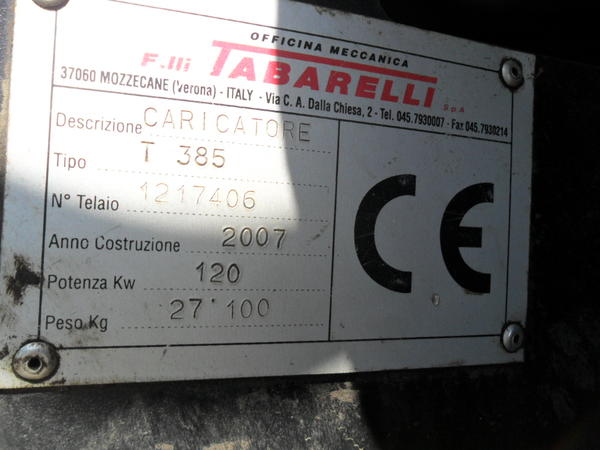 OFFICINA MECCANICA
F.lli TABARELLI S.p.A.
37060 MOZZECANE (Verona) - ITALY - Via C. A. Dalla Chiesa, 2 - Tel. 045.7930007 - Fax 045.7930214
Descrizione CARICATORE
Tipo T 385
N° Telaio 1217406
Anno Costruzione 2007
Potenza Kw 120
Peso Kg 27'100
CE